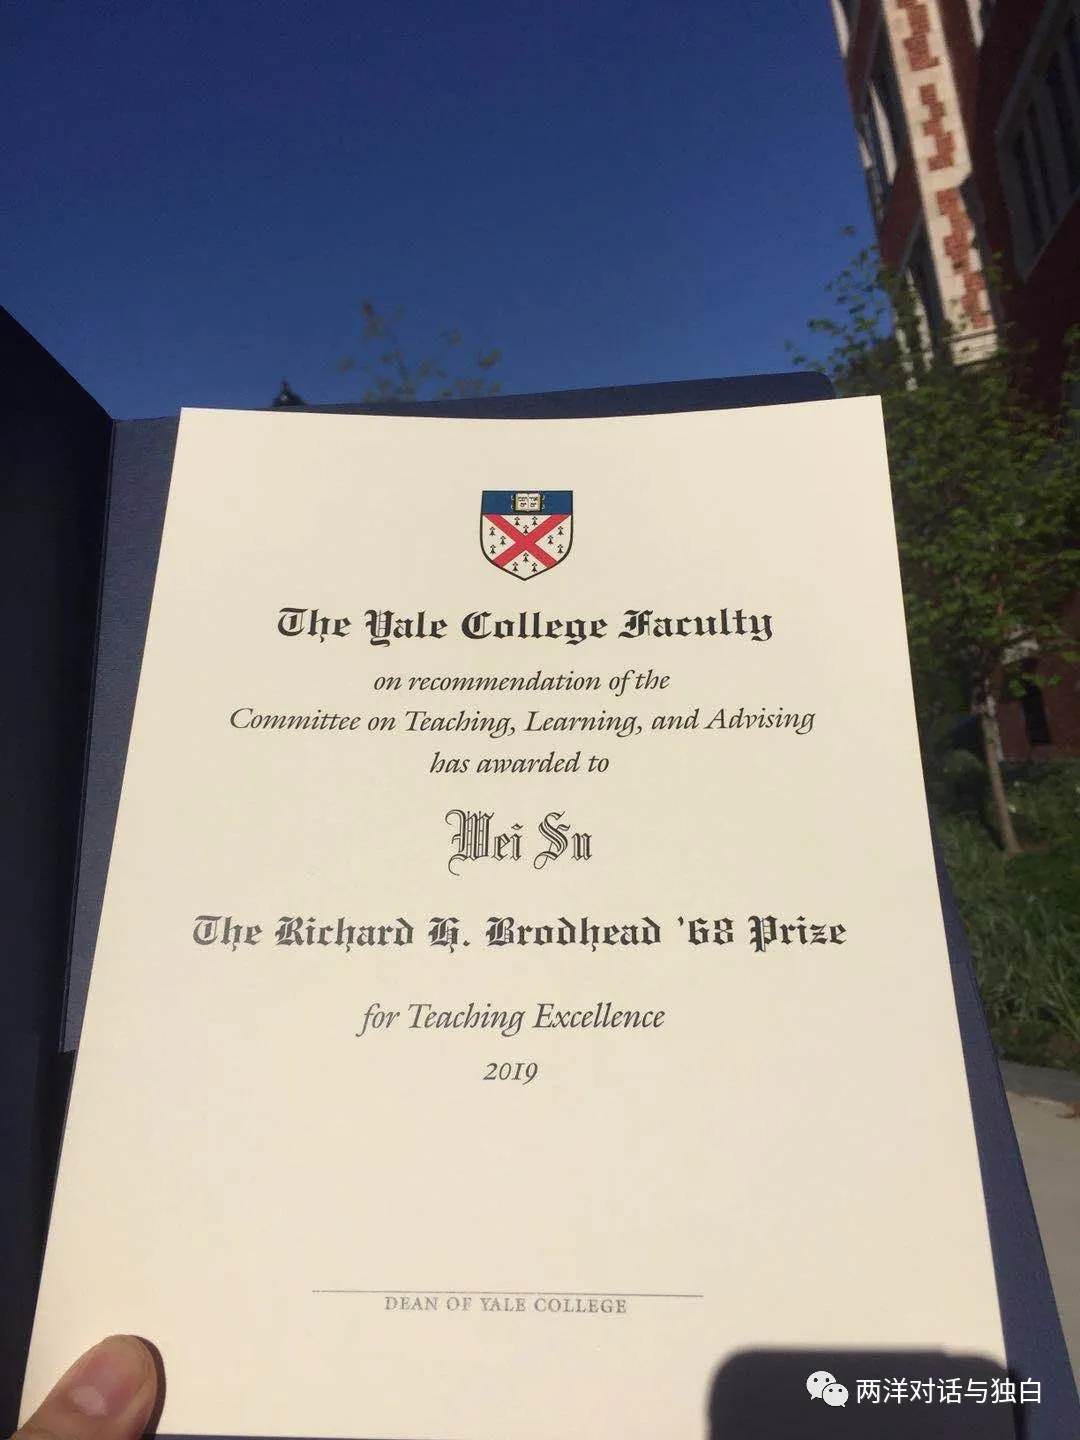 The Yale College Faculty
on recommendation of the
Committee on Teaching, Learning, and Advising
has awarded to
Wei Su
The Richard H. Brodhead '68 Prize
for Teaching Excellence
2019
DEAN OF YALE COLLEGE
两洋对话与独白